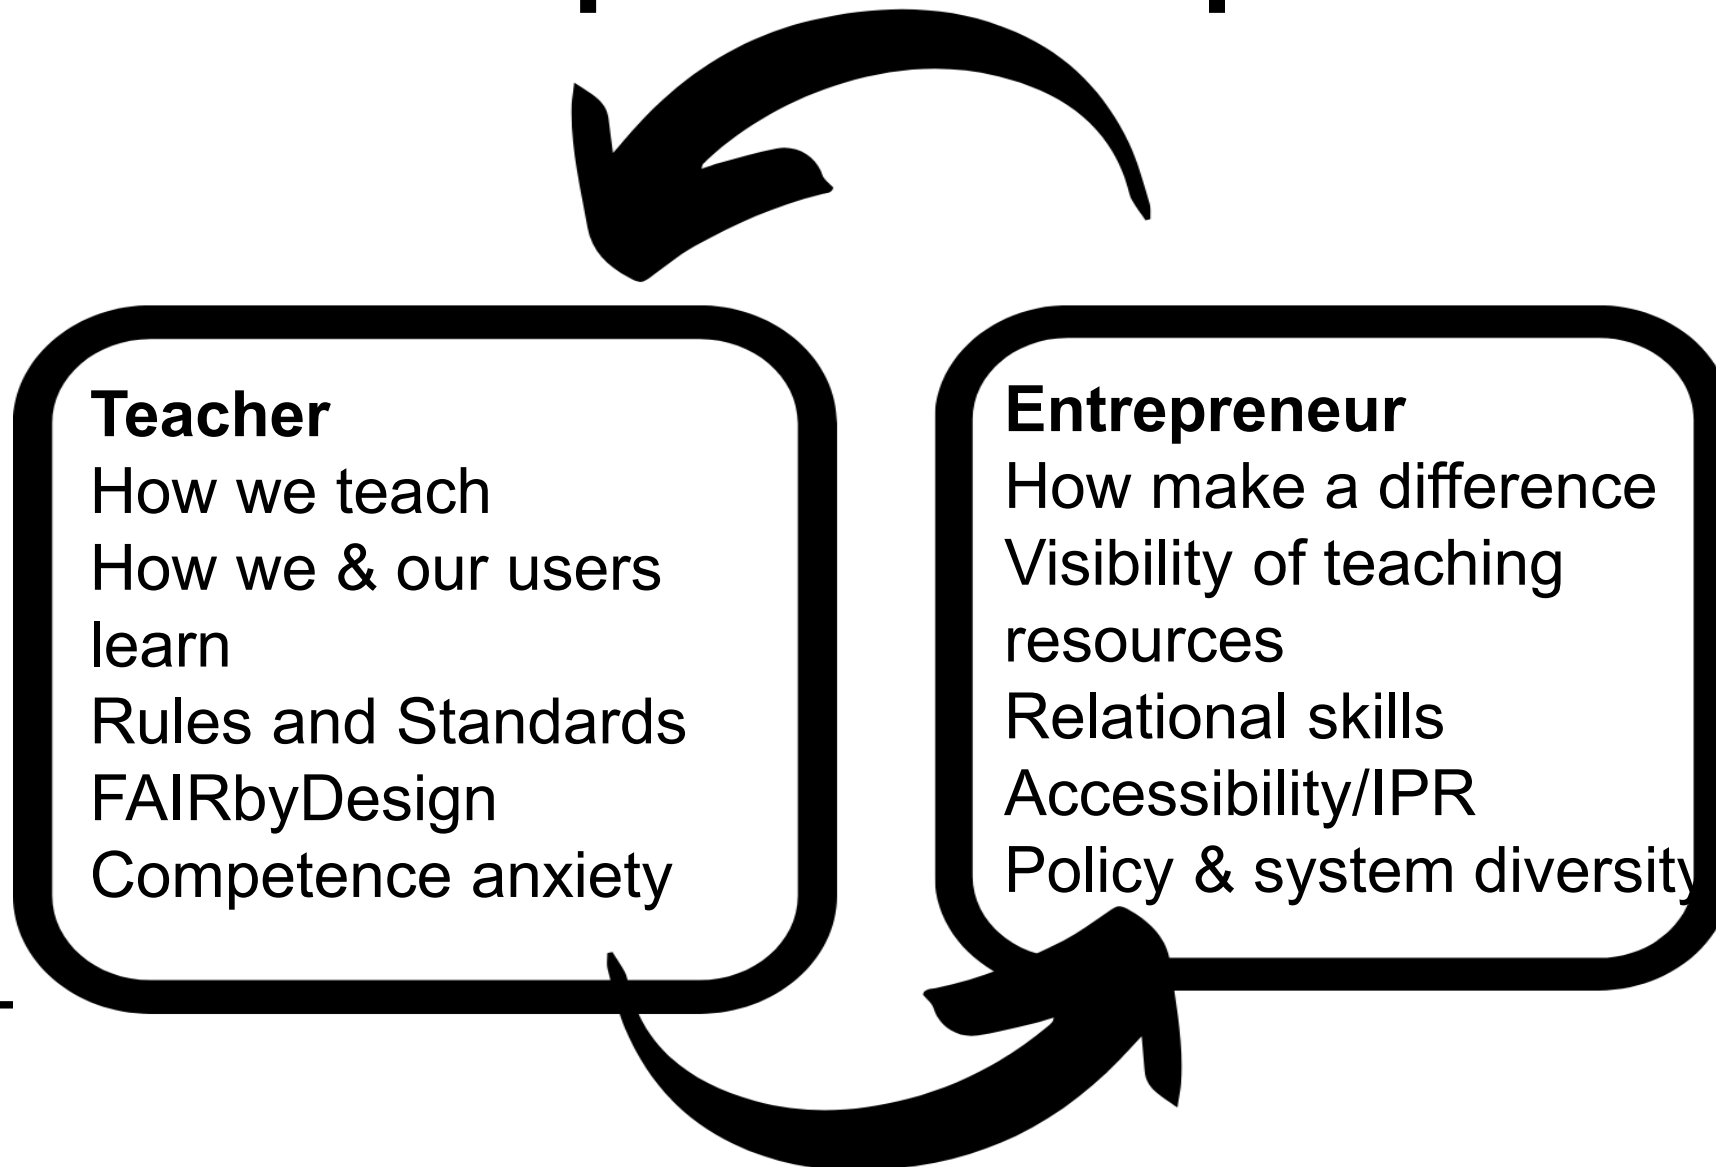 Teacher
How we teach
How we & our users
learn
Rules and Standards
FAIRbyDesign
Competence anxiety
Entrepreneur
How make a difference
Visibility of teaching
resources
Relational skills
Accessibility/IPR
Policy & system diversity